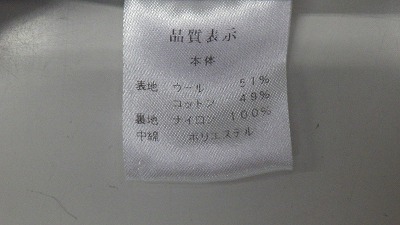 品質表示
本体
表地 ウール 51%
コットン 49%
裏地 ナイロン 100%
中綿 ポリエステル